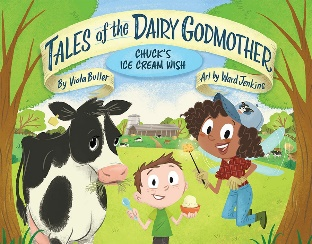 TALES of the DAIRY GODMOTHER
CHUCK'S
ICE CREAM WISH
By Viola Butler
Art by Ward Jenkins